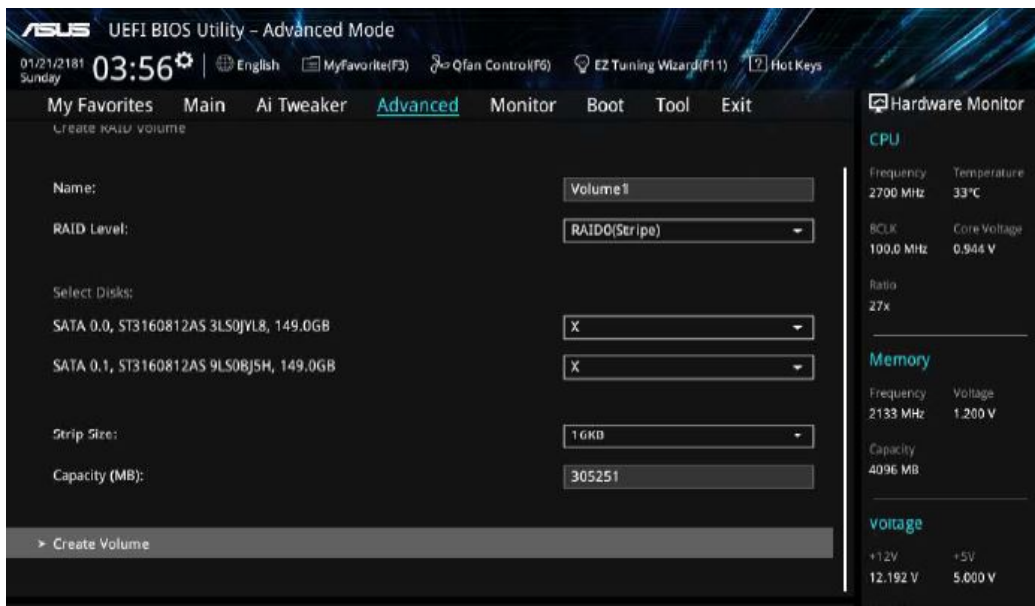 ASUS UEFI BIOS Utility – Advanced Mode
01/21/2181 Sunday 03:56 English MyFavorite(F3) Qfan Control(F6) EZ Tuning Wizard(F11) ? Hot Keys
My Favorites Main Ai Tweaker Advanced Monitor Boot Tool Exit
Create RAID Volume
Name: Volume1
RAID Level: RAID0(Stripe)
Select Disks:
SATA 0.0, ST3160812AS 3LS0JYL8, 149.0GB X
SATA 0.1, ST3160812AS 9LS0BJ5H, 149.0GB X
Strip Size: 16KB
Capacity (MB): 305251
> Create Volume
Hardware Monitor
CPU
Frequency Temperature
2700 MHz 33°C
BCLK Core Voltage
100.0 MHz 0.944 V
Ratio
27x
Memory
Frequency Voltage
2133 MHz 1.200 V
Capacity
4096 MB
Voltage
+12V +5V
12.192 V 5.000 V